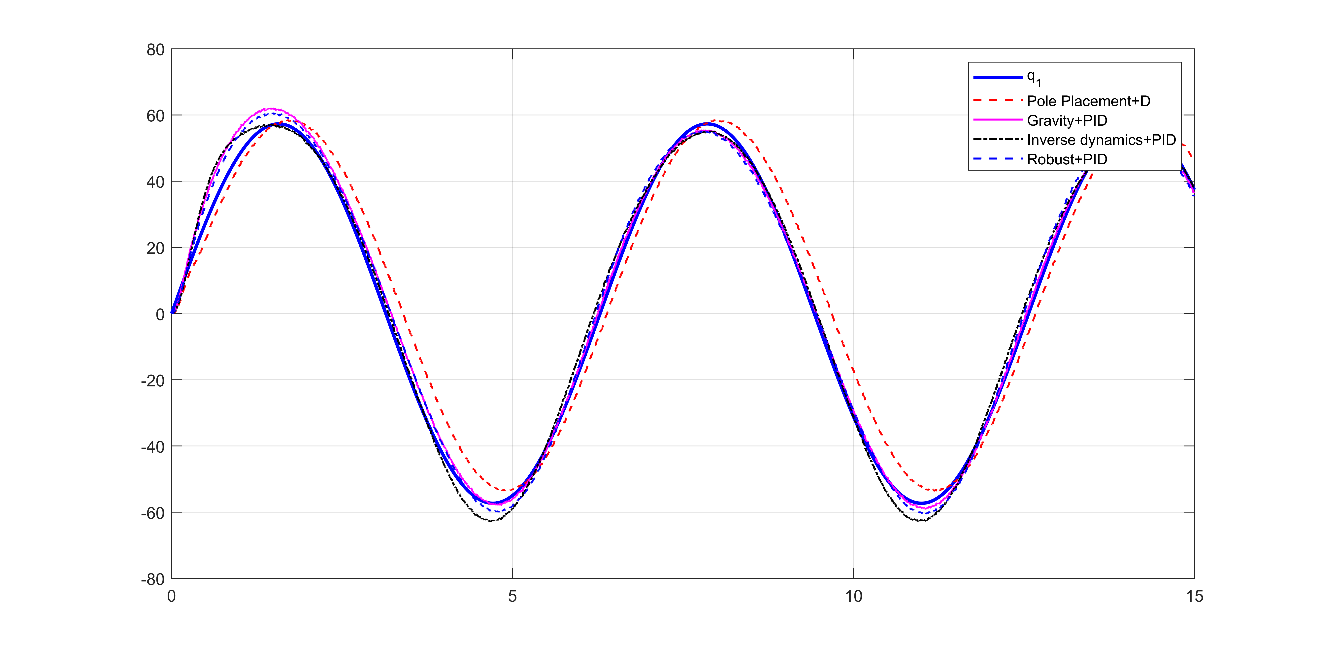 80
60
40
20
0
-20
-40
-60
-80
0 5 10 15
q1
Pole Placement+D
Gravity+PID
Inverse dynamics+PID
Robust+PID